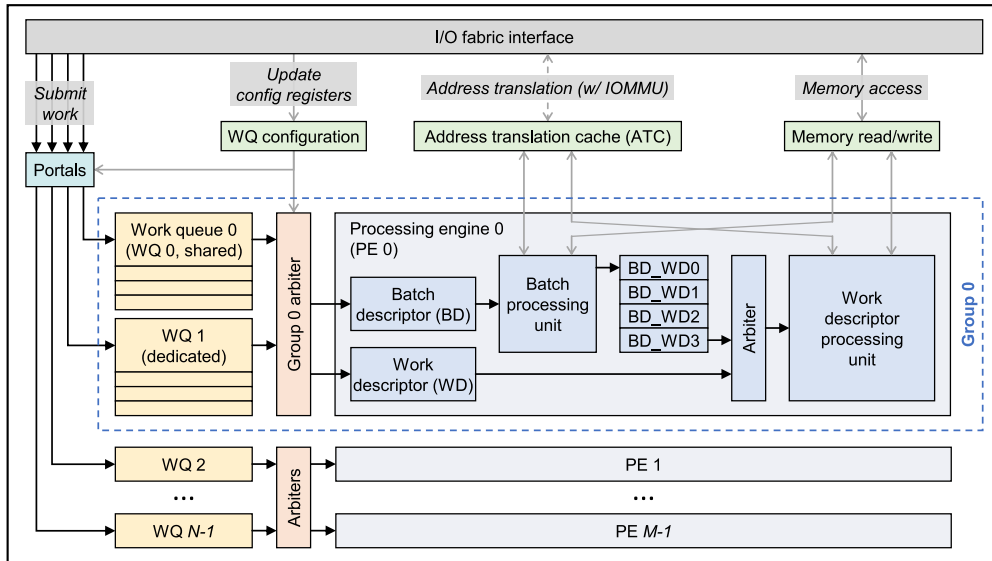 I/O fabric interface
Submit
work
Update
config registers
Address translation (w/ IOMMU)
Memory access
WQ configuration
Address translation cache (ATC)
Memory read/write
Portals
Work queue 0
(WQ 0, shared)
WQ 1
(dedicated)
Group 0 arbiter
Processing engine 0
(PE 0)
Batch
descriptor (BD)
Work
descriptor (WD)
Batch
processing
unit
BD_WD0
BD_WD1
BD_WD2
BD_WD3
Arbiter
Work
descriptor
processing
unit
Group 0
WQ 2
...
WQ N-1
Arbiters
PE 1
...
PE M-1